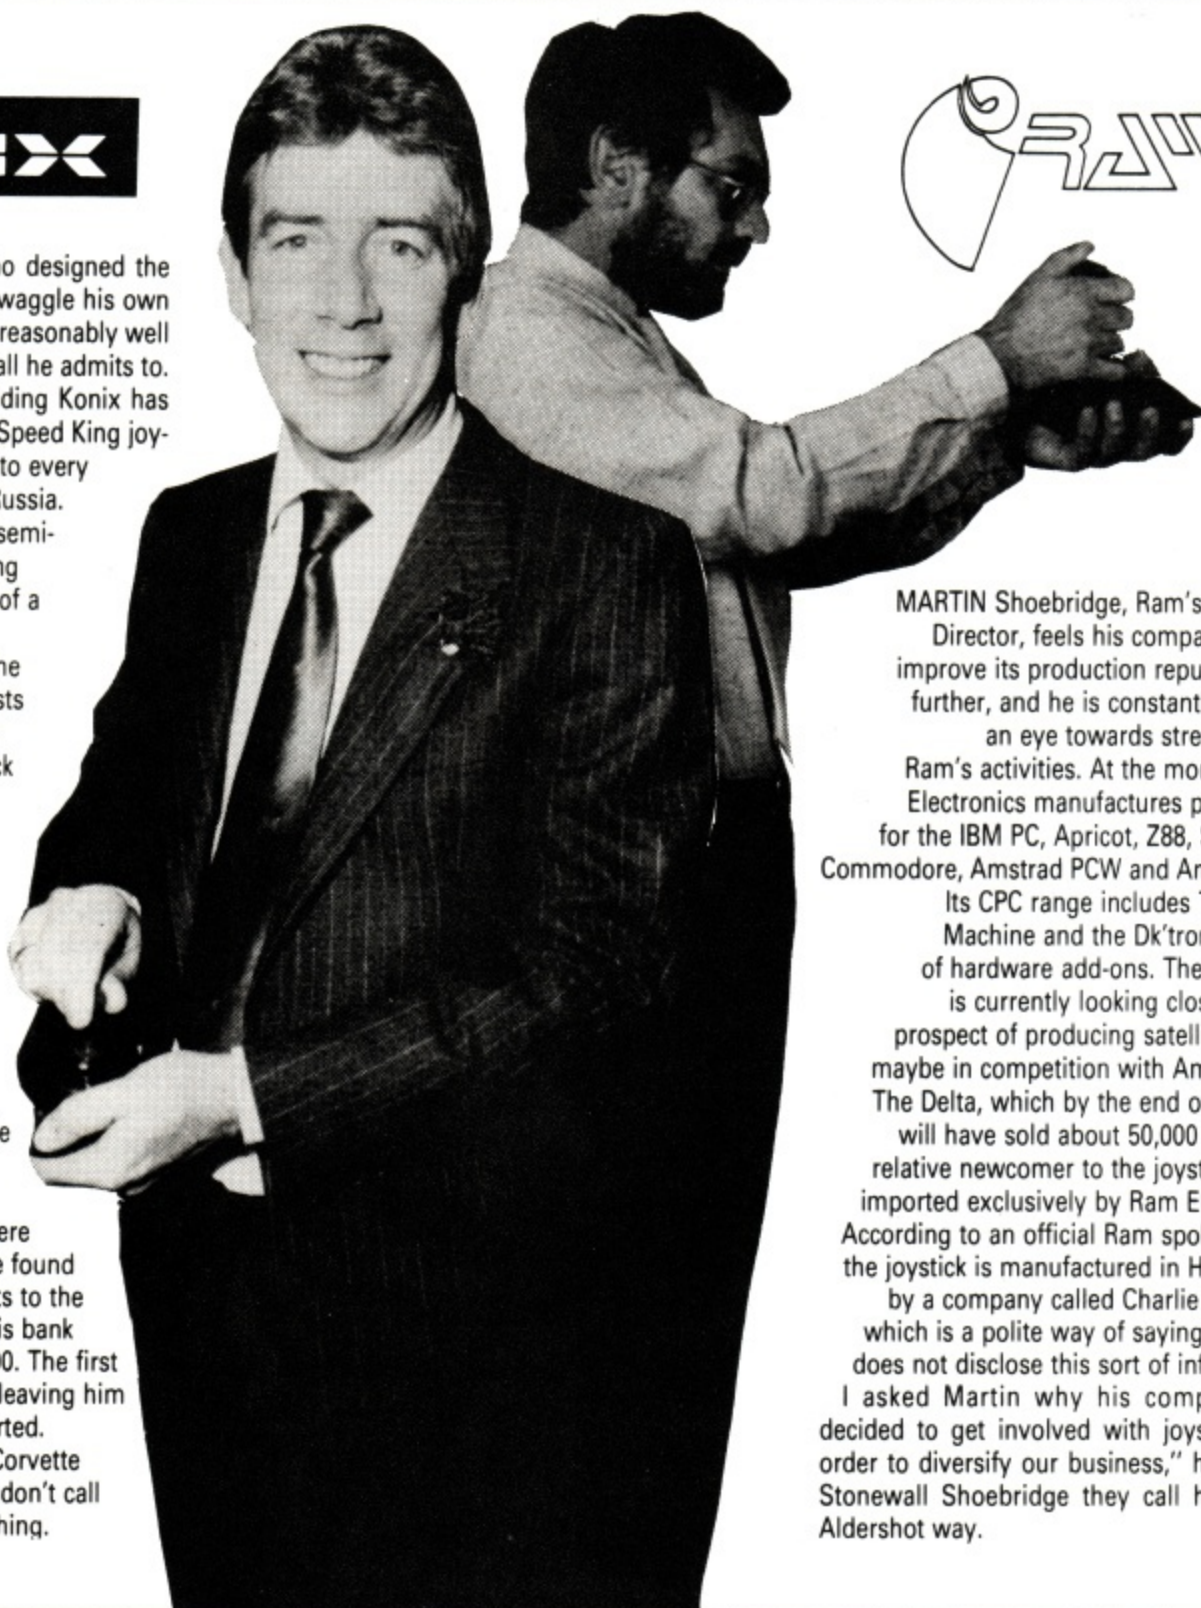 IX
o designed the
waggle his own
reasonably well
all he admits to.
ding Konix has
Speed King joy-
to every
ussia.
semi-
ng
of a
he
sts
ck
e
ere
e found
ts to the
is bank
00. The first
leaving him
rted.
Corvette
don't call
hing.
RAM
MARTIN Shoebridge, Ram's
Director, feels his compa
improve its production repu
further, and he is constant
an eye towards stre
Ram's activities. At the mo
Electronics manufactures p
for the IBM PC, Apricot, Z88,
Commodore, Amstrad PCW and Am
Its CPC range includes
Machine and the Dk'tron
of hardware add-ons. The
is currently looking clos
prospect of producing satell
maybe in competition with Am
The Delta, which by the end o
will have sold about 50,000
relative newcomer to the joyst
imported exclusively by Ram E
According to an official Ram spo
the joystick is manufactured in H
by a company called Charlie
which is a polite way of saying
does not disclose this sort of inf
I asked Martin why his comp
decided to get involved with joys
order to diversify our business," h
Stonewall Shoebridge they call h
Aldershot way.